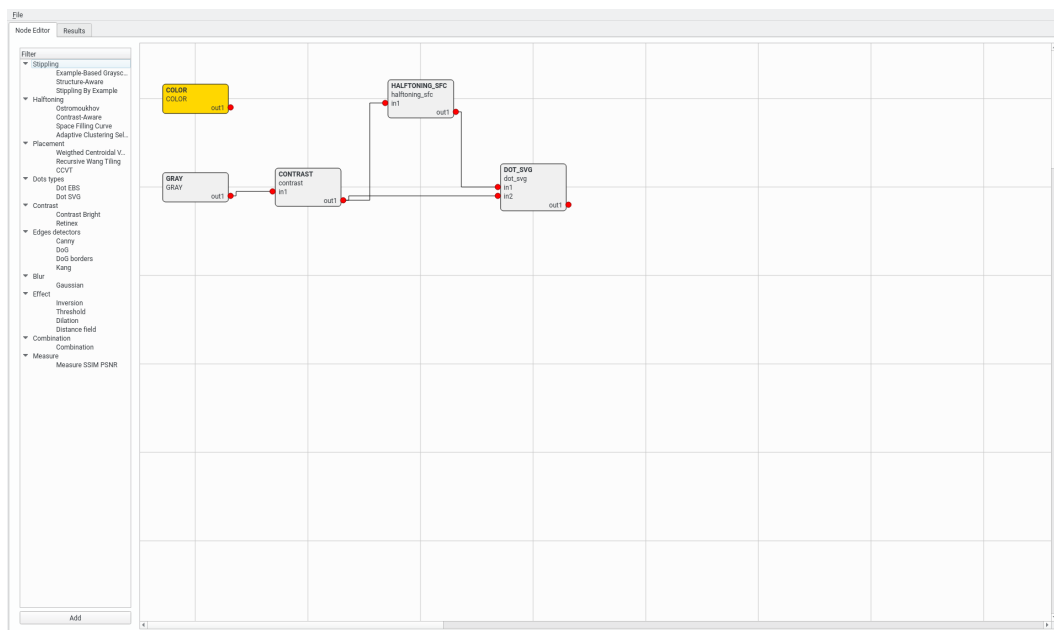 File
Node Editor
Results
Filter
Stippling
Example-Based Graysc...
Structure-Aware
Stippling By Example
Halftoning
Ostromoukhov
Contrast-Aware
Space Filling Curve
Adaptive Clustering Sel...
Placement
Weigthed Centroidal V...
Recursive Wang Tiling
CCVT
Dots types
Dot EBS
Dot SVG
Contrast
Contrast Bright
Retinex
Edges detectors
Canny
DoG
DoG borders
Kang
Blur
Gaussian
Effect
Inversion
Threshold
Dilation
Distance field
Combination
Combination
Measure
Measure SSIM PSNR
Add
COLOR
COLOR
out1
GRAY
GRAY
out1
CONTRAST
contrast
in1
out1
HALFTONING_SFC
halftoning_sfc
in1
out1
DOT_SVG
dot_svg
in1
in2
out1